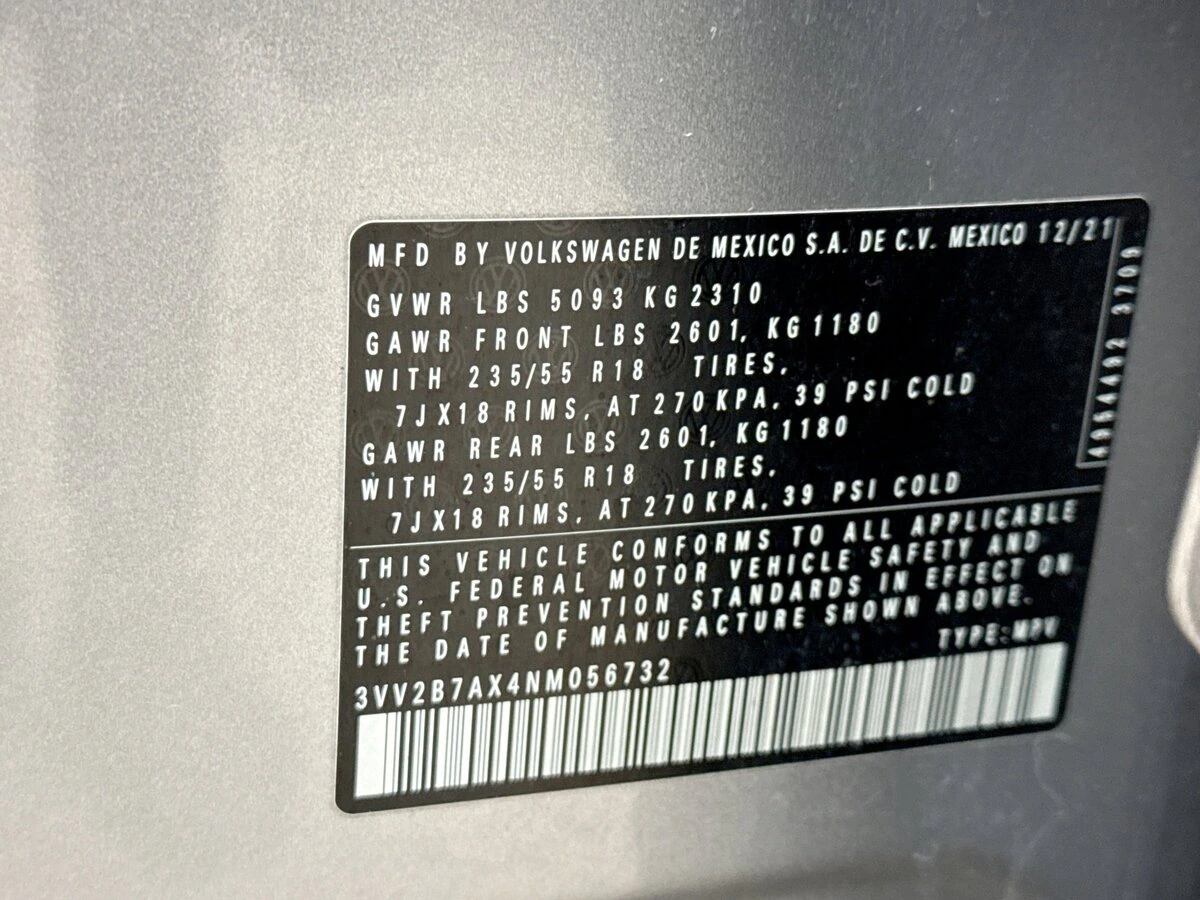 MFD BY VOLKSWAGEN DE MEXICO S.A. DE C.V. MEXICO 12/21
GVWR LBS 5093 KG 2310
GAWR FRONT LBS 2601, KG 1180
WITH 235/55 R18 TIRES,
7JX18 RIMS, AT 270 KPA, 39 PSI COLD
GAWR REAR LBS 2601, KG 1180
WITH 235/55 R18 TIRES,
7JX18 RIMS, AT 270 KPA, 39 PSI COLD
THIS VEHICLE CONFORMS TO ALL APPLICABLE
U.S. FEDERAL MOTOR VEHICLE SAFETY AND
THEFT PREVENTION STANDARDS IN EFFECT ON
THE DATE OF MANUFACTURE SHOWN ABOVE.
TYPE:MPV
3VV2B7AX4NM056732